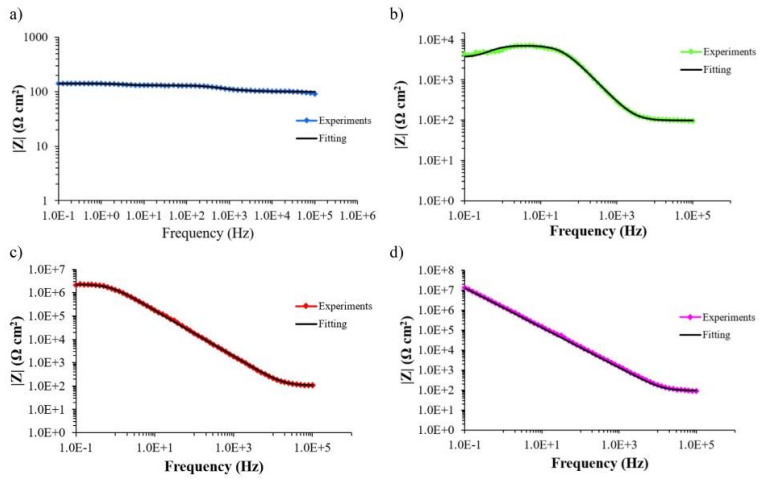 a)
1000
100
10
1
|Z| (Ω cm²)
1.0E-1 1.0E+0 1.0E+1 1.0E+2 1.0E+3 1.0E+4 1.0E+5 1.0E+6
Frequency (Hz)
Experiments
Fitting
b)
1.0E+4
1.0E+3
1.0E+2
1.0E+1
1.0E+0
|Z| (Ω cm²)
1.0E-1 1.0E+1 1.0E+3 1.0E+5
Frequency (Hz)
Experiments
Fitting
c)
1.0E+7
1.0E+6
1.0E+5
1.0E+4
1.0E+3
1.0E+2
1.0E+1
1.0E+0
|Z| (Ω cm²)
1.0E-1 1.0E+1 1.0E+3 1.0E+5
Frequency (Hz)
Experiments
Fitting
d)
1.0E+8
1.0E+7
1.0E+6
1.0E+5
1.0E+4
1.0E+3
1.0E+2
1.0E+1
1.0E+0
|Z| (Ω cm²)
1.0E-1 1.0E+1 1.0E+3 1.0E+5
Frequency (Hz)
Experiments
Fitting